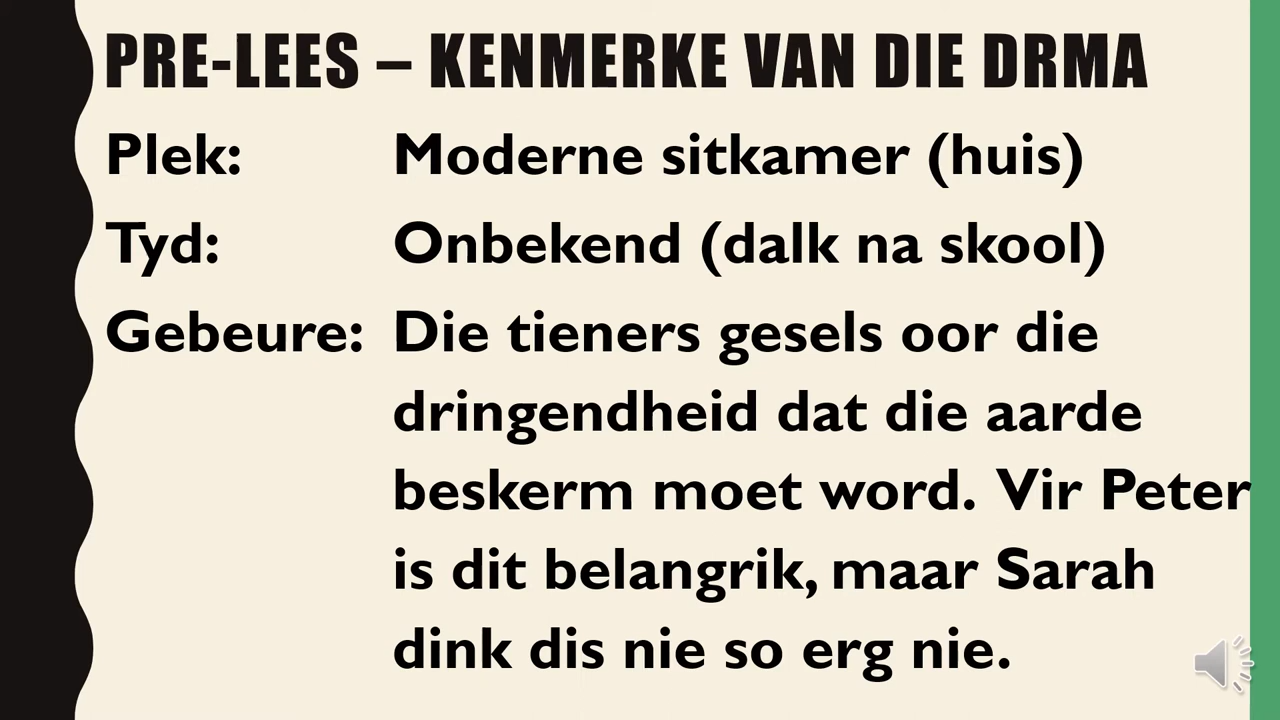 PRE-LEES – KENMERKE VAN DIE DRMA
Plek: Moderne sitkamer (huis)
Tyd: Onbekend (dalk na skool)
Gebeure: Die tieners gesels oor die
dringendheid dat die aarde
beskerm moet word. Vir Peter
is dit belangrik, maar Sarah
dink dis nie so erg nie.